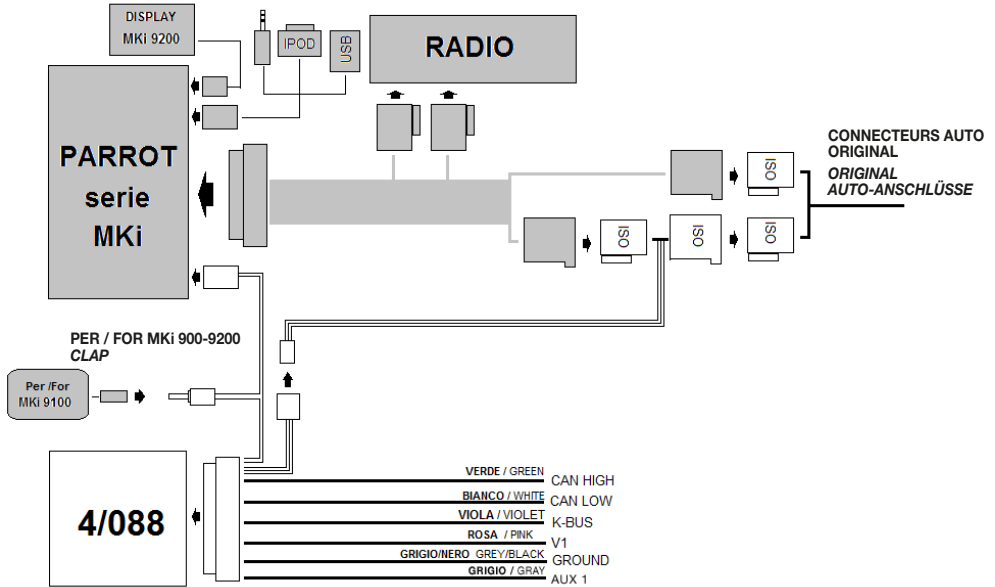 DISPLAY
MKi 9200
IPOD
USB
RADIO
PARROT
serie
MKi
ISO
ISO
ISO
ISO
CONNECTEURS AUTO
ORIGINAL
ORIGINAL
AUTO-ANSCHLÜSSE
PER / FOR MKi 900-9200
CLAP
Per /For
MKi 9100
4/088
VERDE / GREEN CAN HIGH
BIANCO / WHITE CAN LOW
VIOLA / VIOLET K-BUS
ROSA / PINK V1
GRIGIO/NERO GREY/BLACK GROUND
GRIGIO / GRAY AUX 1